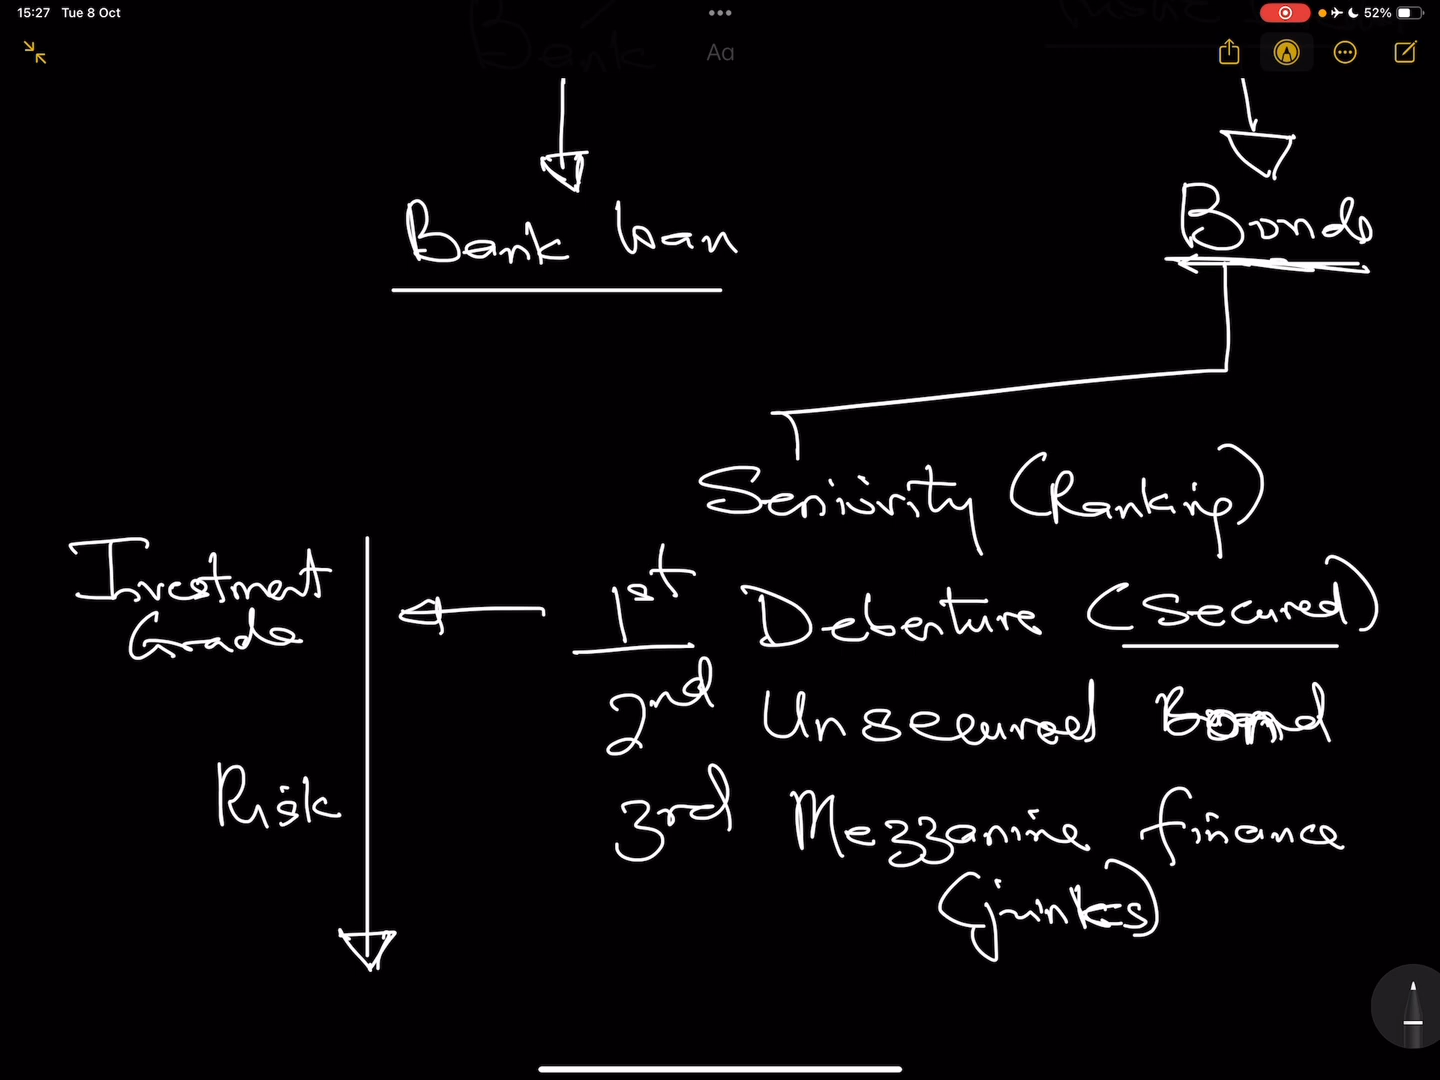 15:27 Tue 8 Oct
52%
Bank
Aa
Bank loan
Bonds
Seniority (Ranking)
Investment Grade
1st Debenture (Secured)
2nd Unsecured Bond
Risk
3rd Mezzanine finance
(junks)